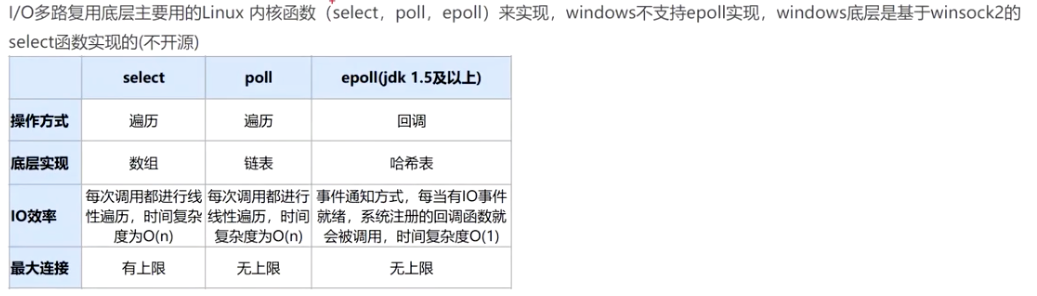 I/O多路复用底层主要用的Linux 内核函数（select，poll，epoll）来实现，windows不支持epoll实现，windows底层是基于winsock2的
select函数实现的(不开源)
select poll epoll(jdk 1.5及以上)
操作方式 遍历 遍历 回调
底层实现 数组 链表 哈希表
IO效率 每次调用都进行线性遍历，时间复杂度为O(n) 每次调用都进行线性遍历，时间复杂度为O(n) 事件通知方式，每当有IO事件就绪，系统注册的回调函数就会被调用，时间复杂度O(1)
最大连接 有上限 无上限 无上限